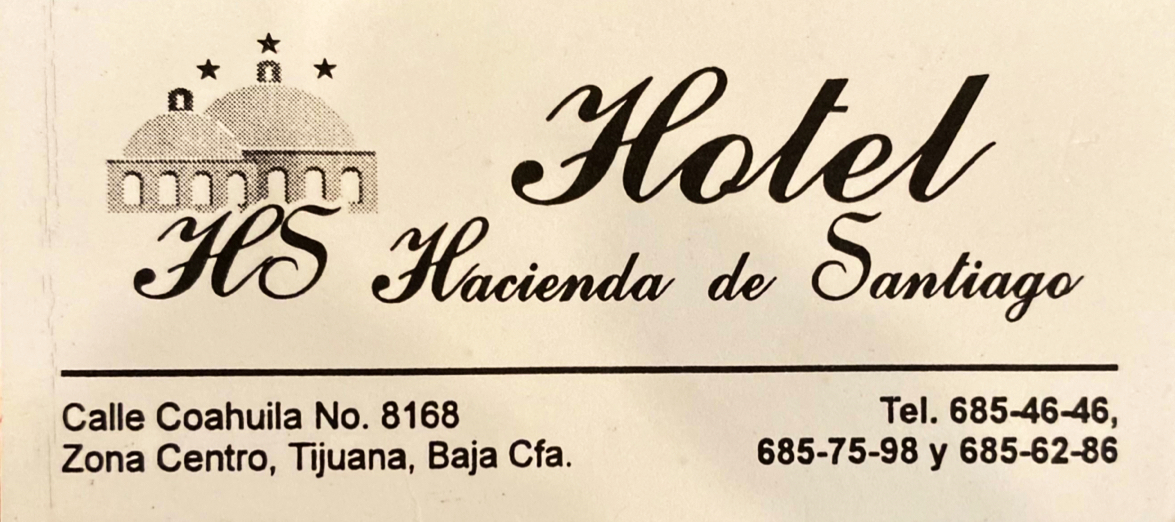 Hotel
HS Hacienda de Santiago
Calle Coahuila No. 8168
Zona Centro, Tijuana, Baja Cfa.
Tel. 685-46-46,
685-75-98 y 685-62-86